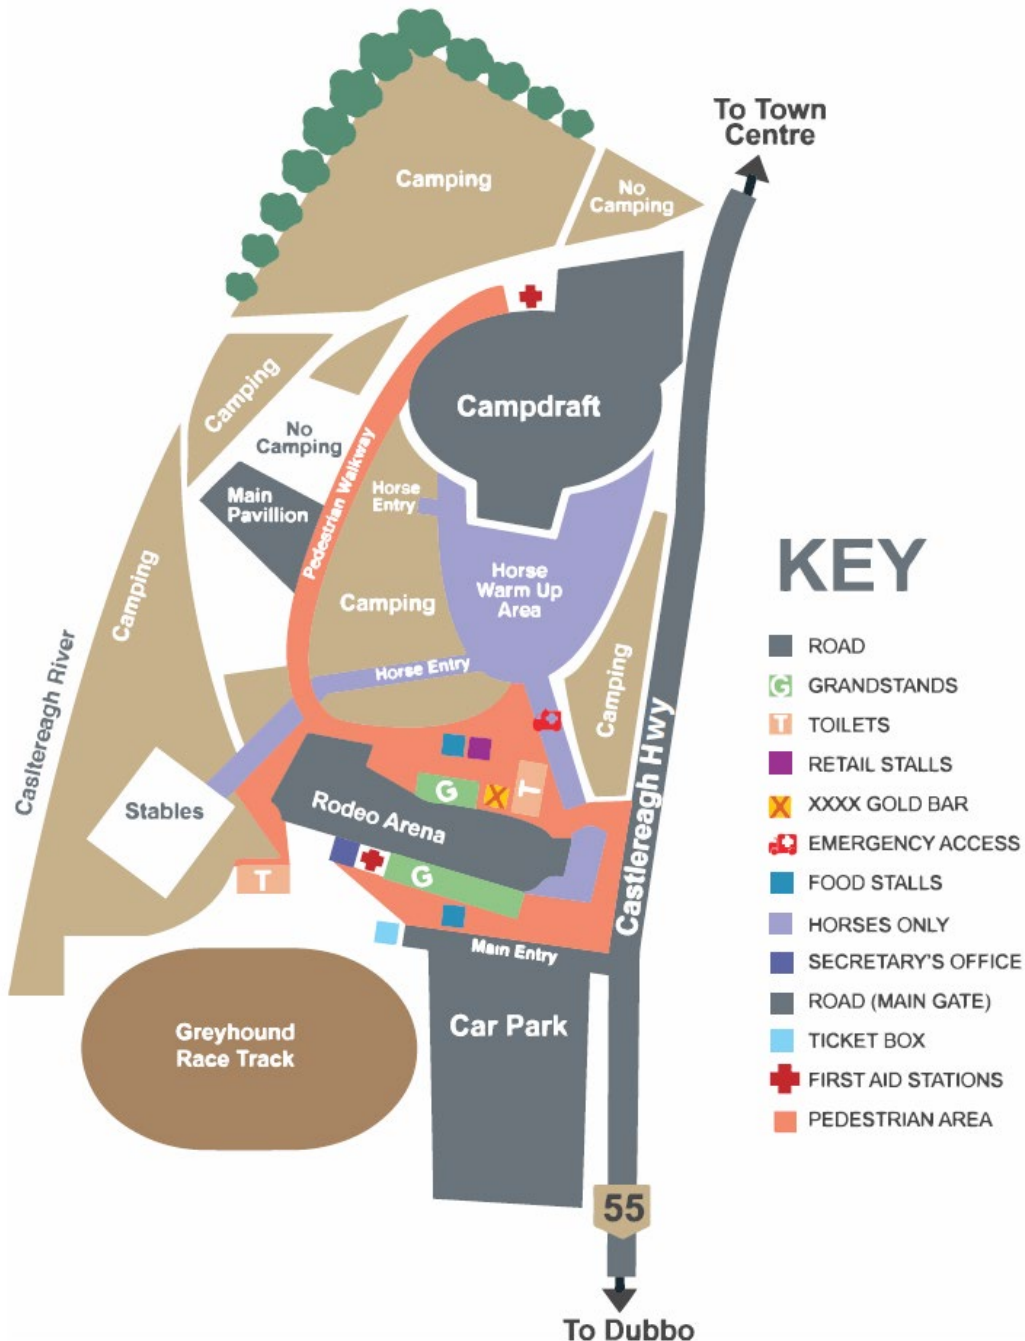 To Town
Centre
Camping
No
Camping
Camping
Campdraft
No
Camping
Pedestrian Walkway
Horse
Entry
Main
Pavillion
Horse
Warm Up
Area
Camping
Camping
Horse Entry
Camping
Casltereagh River
Castlereagh Hwy
Stables
G
X
T
Rodeo Arena
G
T
Main Entry
Greyhound
Race Track
Car Park
55
To Dubbo
KEY
ROAD
G GRANDSTANDS
T TOILETS
RETAIL STALLS
X XXXX GOLD BAR
EMERGENCY ACCESS
FOOD STALLS
HORSES ONLY
SECRETARY'S OFFICE
ROAD (MAIN GATE)
TICKET BOX
FIRST AID STATIONS
PEDESTRIAN AREA